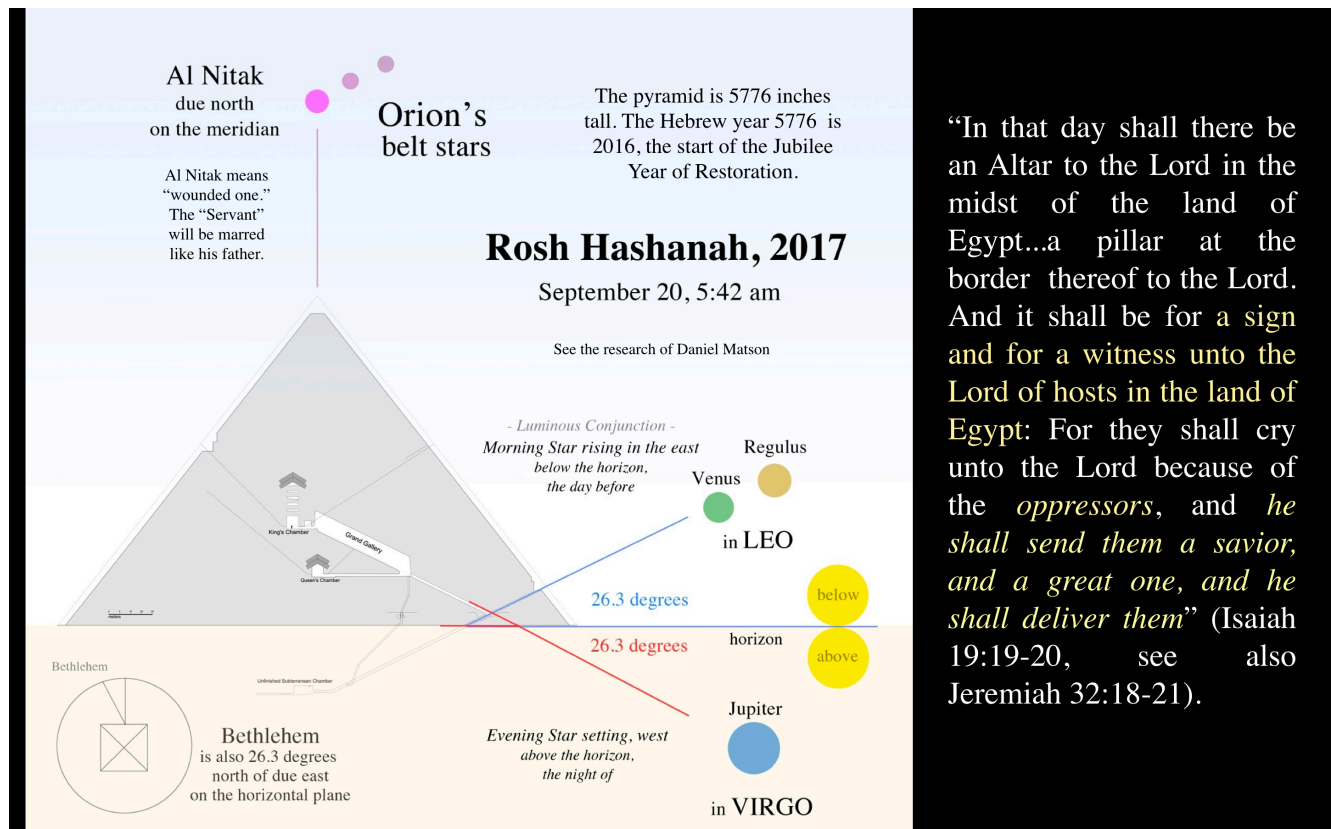 Al Nitak
due north
on the meridian
Al Nitak means
“wounded one.”
The “Servant”
will be marred
like his father.
Orion’s
belt stars
The pyramid is 5776 inches
tall. The Hebrew year 5776 is
2016, the start of the Jubilee
Year of Restoration.
Rosh Hashanah, 2017
September 20, 5:42 am
See the research of Daniel Matson
- Luminous Conjunction -
Morning Star rising in the east
below the horizon,
the day before
Regulus
Venus
in LEO
King's Chamber
Grand Gallery
Queen's Chamber
meters
26.3 degrees
below
horizon
26.3 degrees
above
Unfinished Subterranean Chamber
Bethlehem
Bethlehem
is also 26.3 degrees
north of due east
on the horizontal plane
Jupiter
Evening Star setting, west
above the horizon,
the night of
in VIRGO
“In that day shall there be
an Altar to the Lord in the
midst of the land of
Egypt...a pillar at the
border thereof to the Lord.
And it shall be for a sign
and for a witness unto the
Lord of hosts in the land of
Egypt: For they shall cry
unto the Lord because of
the oppressors, and he
shall send them a savior,
and a great one, and he
shall deliver them” (Isaiah
19:19-20, see also
Jeremiah 32:18-21).